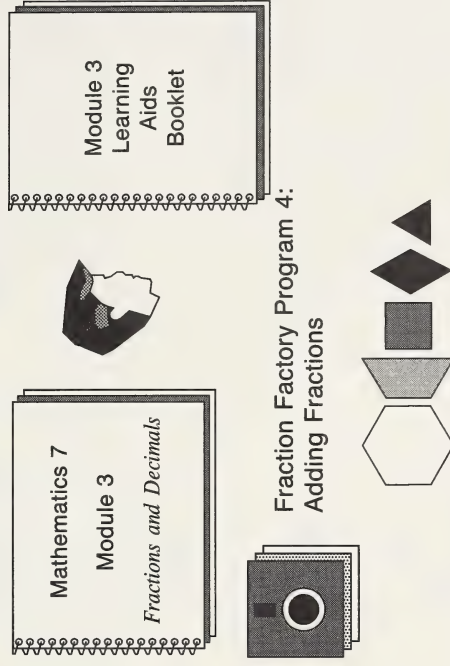 Mathematics 7
Module 3
Fractions and Decimals
Module 3
Learning
Aids
Booklet
Fraction Factory Program 4:
Adding Fractions